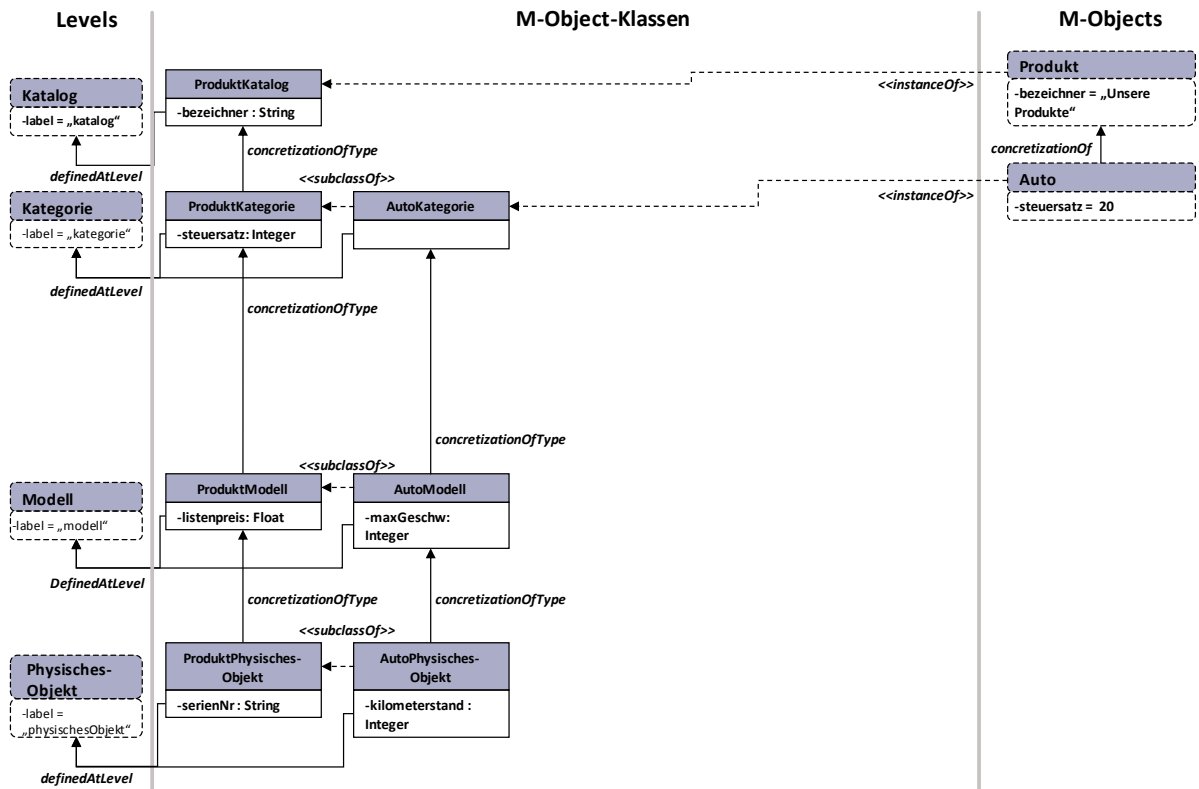 Levels
M-Object-Klassen
M-Objects
Katalog
-label = „katalog“
definedAtLevel
ProduktKatalog
-bezeichner : String
<<instanceOf>>
Produkt
-bezeichner = „Unsere
Produkte“
concretizationOf
concretizationOfType
<<subclassOf>>
Kategorie
-label = „kategorie“
definedAtLevel
ProduktKategorie
-steuersatz: Integer
AutoKategorie
<<instanceOf>>
Auto
-steuersatz = 20
concretizationOfType
concretizationOfType
<<subclassOf>>
Modell
-label = „modell“
DefinedAtLevel
ProduktModell
-listenpreis: Float
AutoModell
-maxGeschw:
Integer
concretizationOfType
concretizationOfType
<<subclassOf>>
Physisches-
Objekt
-label =
„physischesObjekt“
definedAtLevel
ProduktPhysisches-
Objekt
-serienNr : String
AutoPhysisches-
Objekt
-kilometerstand :
Integer